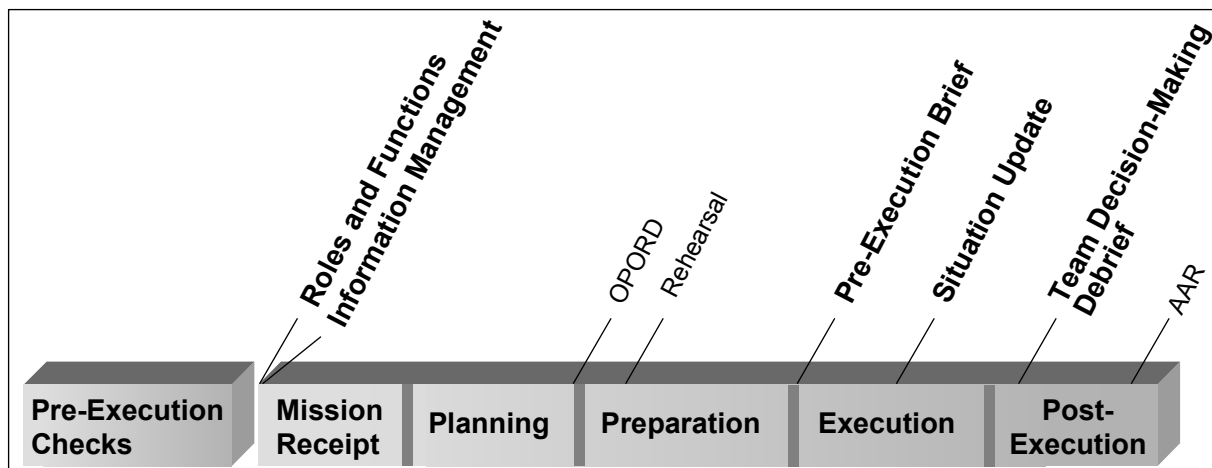 Roles and Functions
Information Management
OPORD
Rehearsal
Pre-Execution Brief
Situation Update
Team Decision-Making
Debrief
AAR
Pre-Execution
Checks
Mission
Receipt
Planning
Preparation
Execution
Post-
Execution